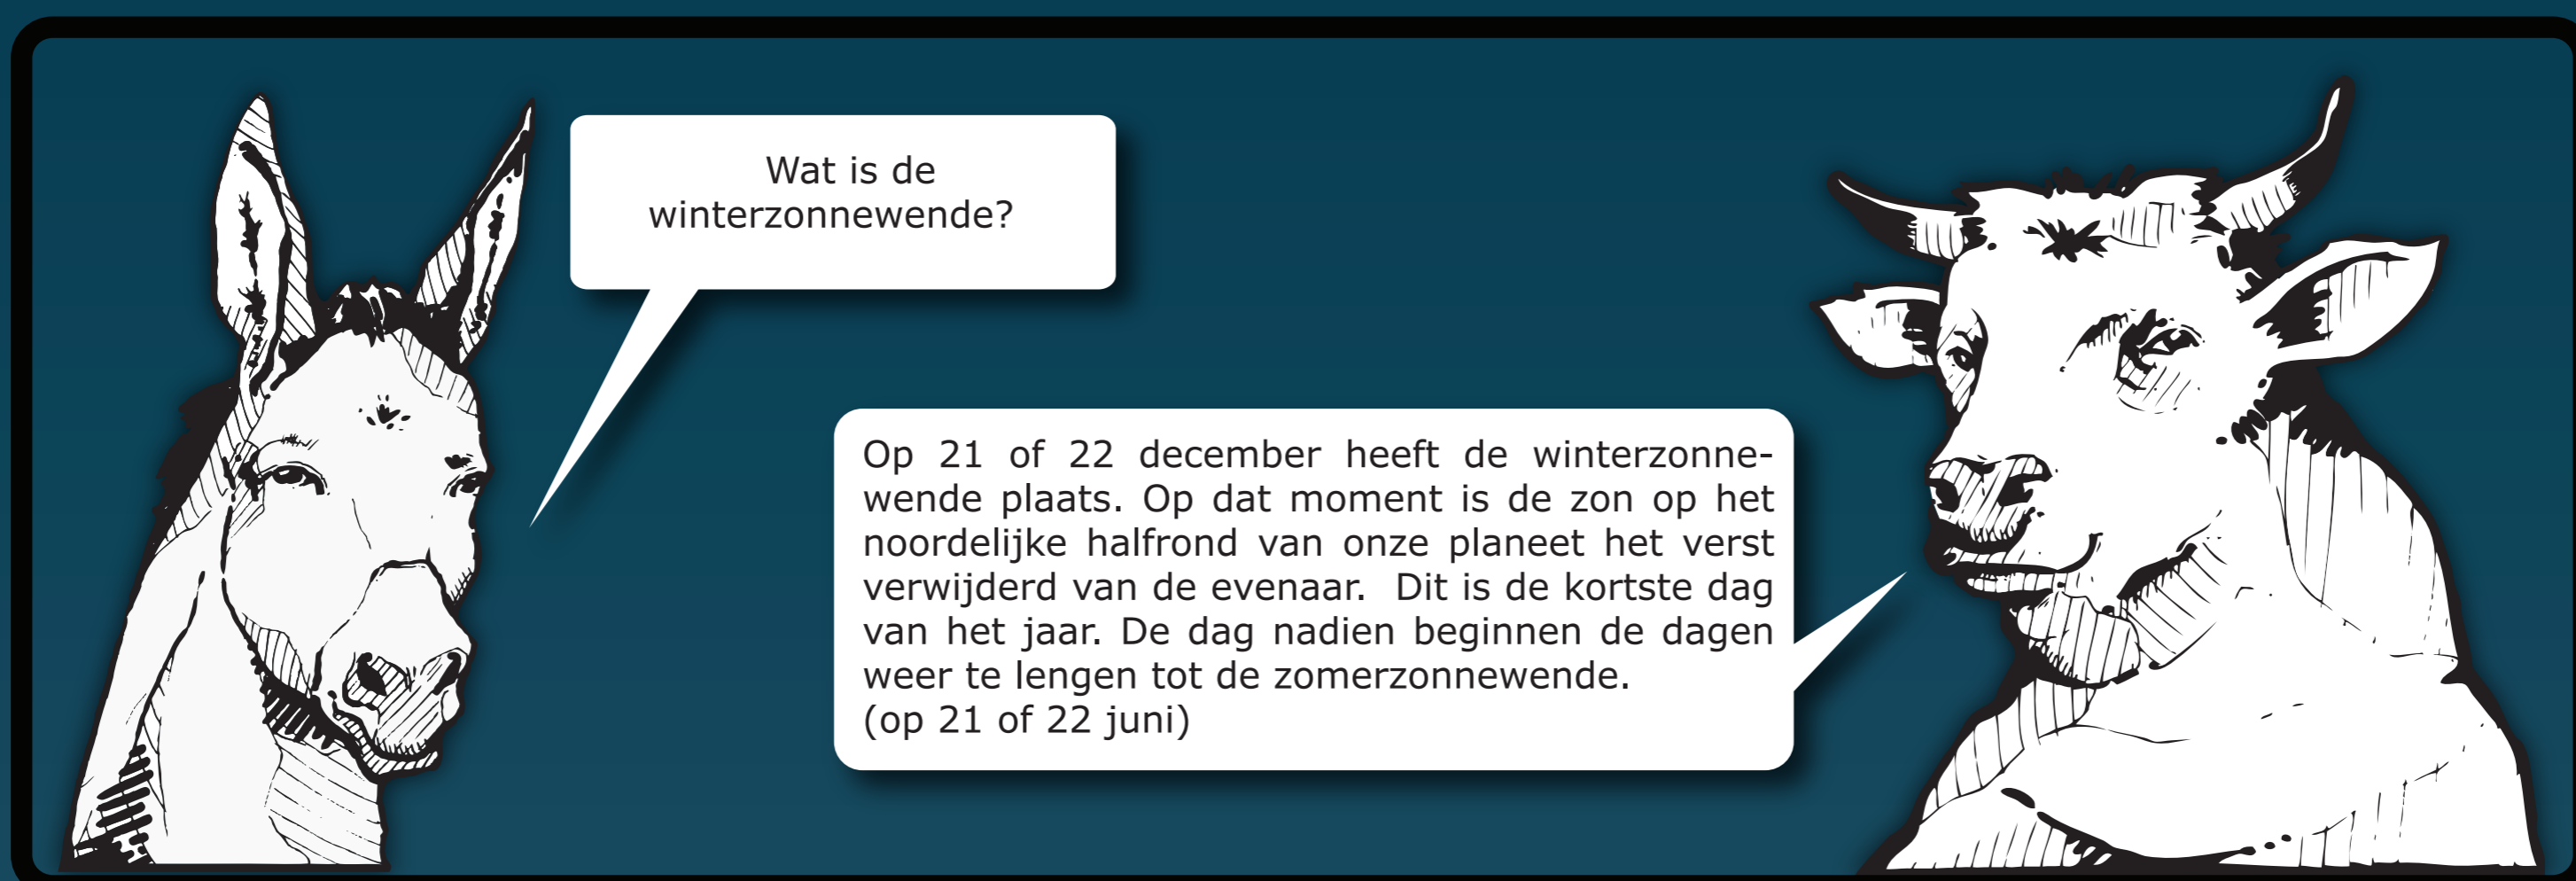 Wat is de
winterzonnewende?
Op 21 of 22 december heeft de winterzonne-
wende plaats. Op dat moment is de zon op het
noordelijke halfrond van onze planeet het verst
verwijderd van de evenaar.  Dit is de kortste dag
van het jaar. De dag nadien beginnen de dagen
weer te lengen tot de zomerzonnewende.
(op 21 of 22 juni)